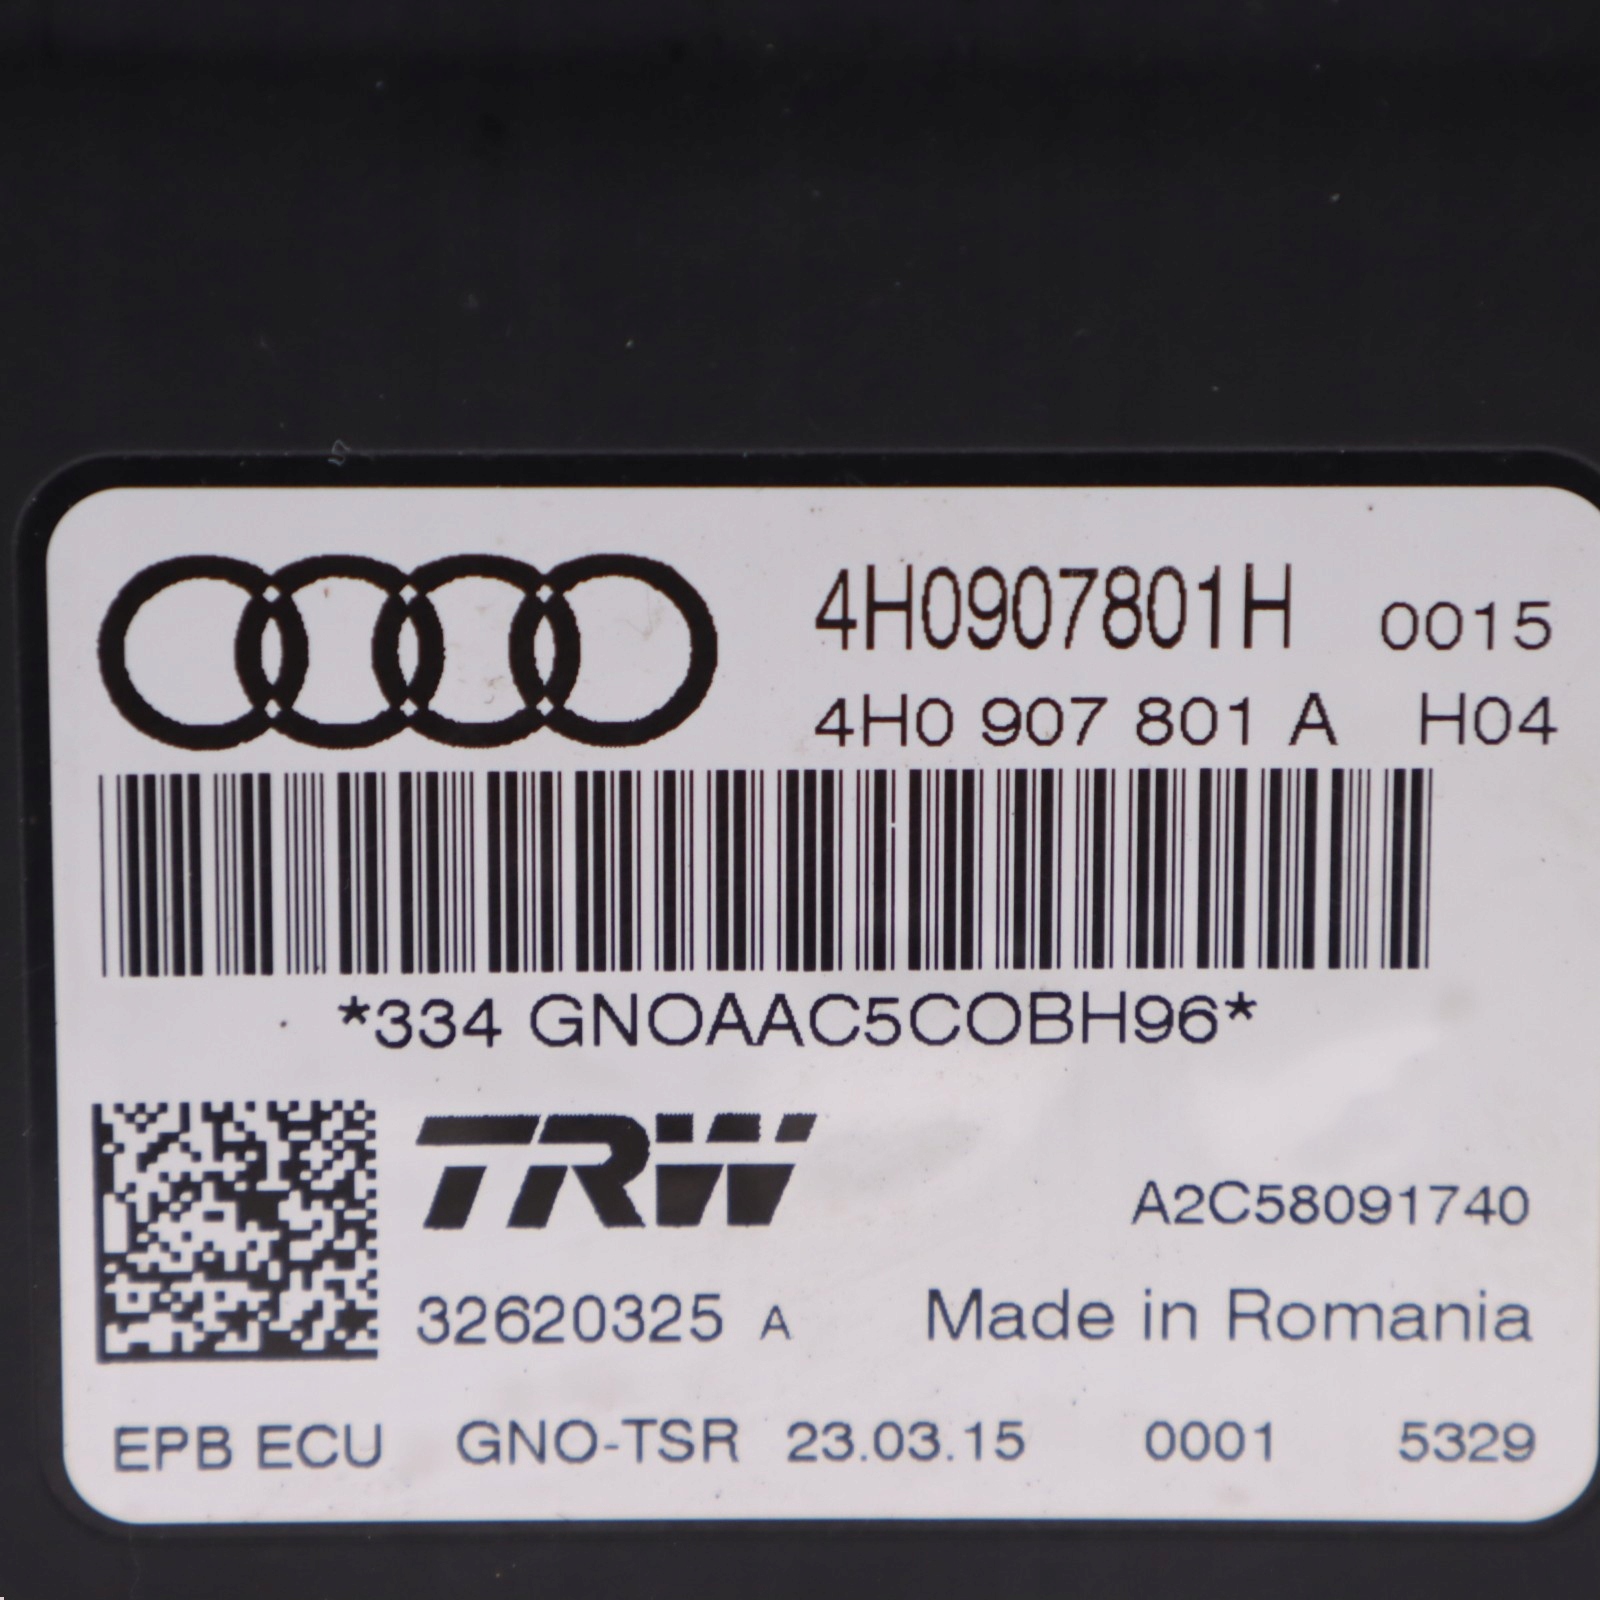 4H0907801H 0015
4H0 907 801 A H04
*334 GNOAAC5COBH96*
TRW
A2C58091740
32620325 A Made in Romania
EPB ECU GNO-TSR 23.03.15 0001 5329